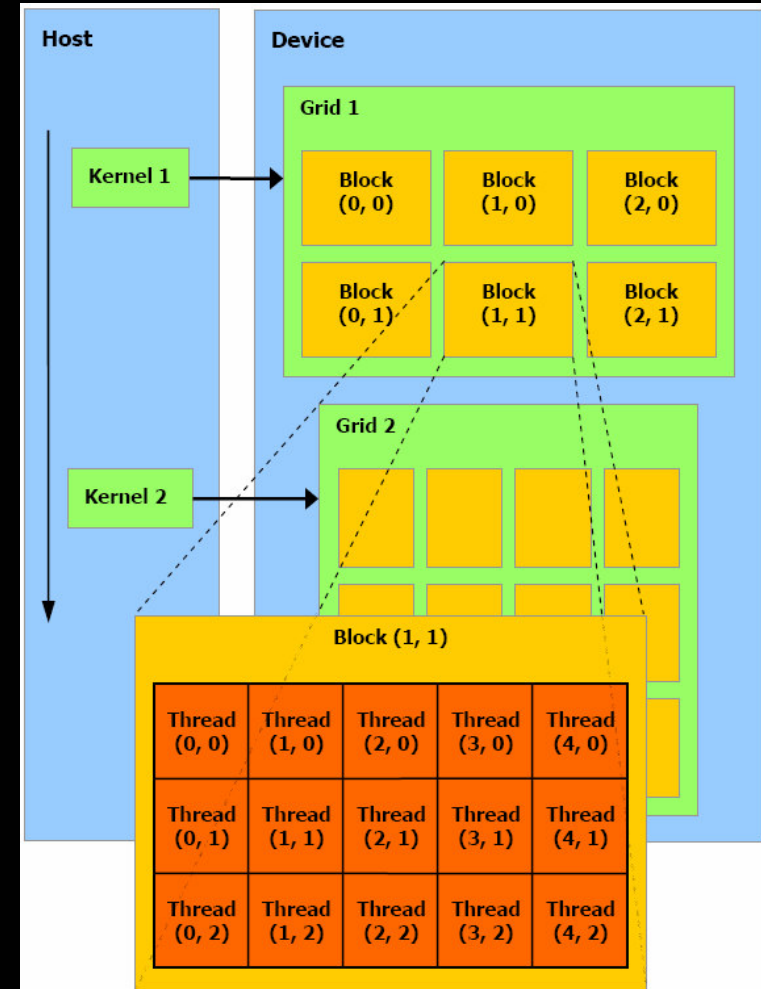 Host
Device
Grid 1
Kernel 1
Block
(0, 0)
Block
(1, 0)
Block
(2, 0)
Block
(0, 1)
Block
(1, 1)
Block
(2, 1)
Grid 2
Kernel 2
Block (1, 1)
Thread
(0, 0)
Thread
(1, 0)
Thread
(2, 0)
Thread
(3, 0)
Thread
(4, 0)
Thread
(0, 1)
Thread
(1, 1)
Thread
(2, 1)
Thread
(3, 1)
Thread
(4, 1)
Thread
(0, 2)
Thread
(1, 2)
Thread
(2, 2)
Thread
(3, 2)
Thread
(4, 2)